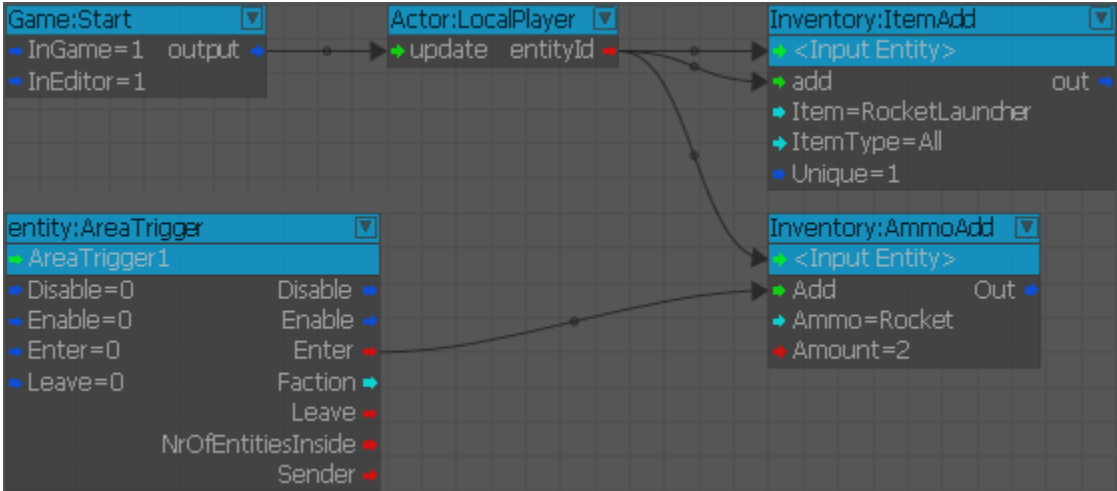 Game:Start
InGame=1 output
InEditor=1
Actor:LocalPlayer
update entityId
Inventory:ItemAdd
<Input Entity>
add out
Item=RocketLauncher
ItemType=All
Unique=1
entity:AreaTrigger
AreaTrigger1
Disable=0 Disable
Enable=0 Enable
Enter=0 Enter
Leave=0 Faction
Leave
NrOfEntitiesInside
Sender
Inventory:AmmoAdd
<Input Entity>
Add Out
Ammo=Rocket
Amount=2